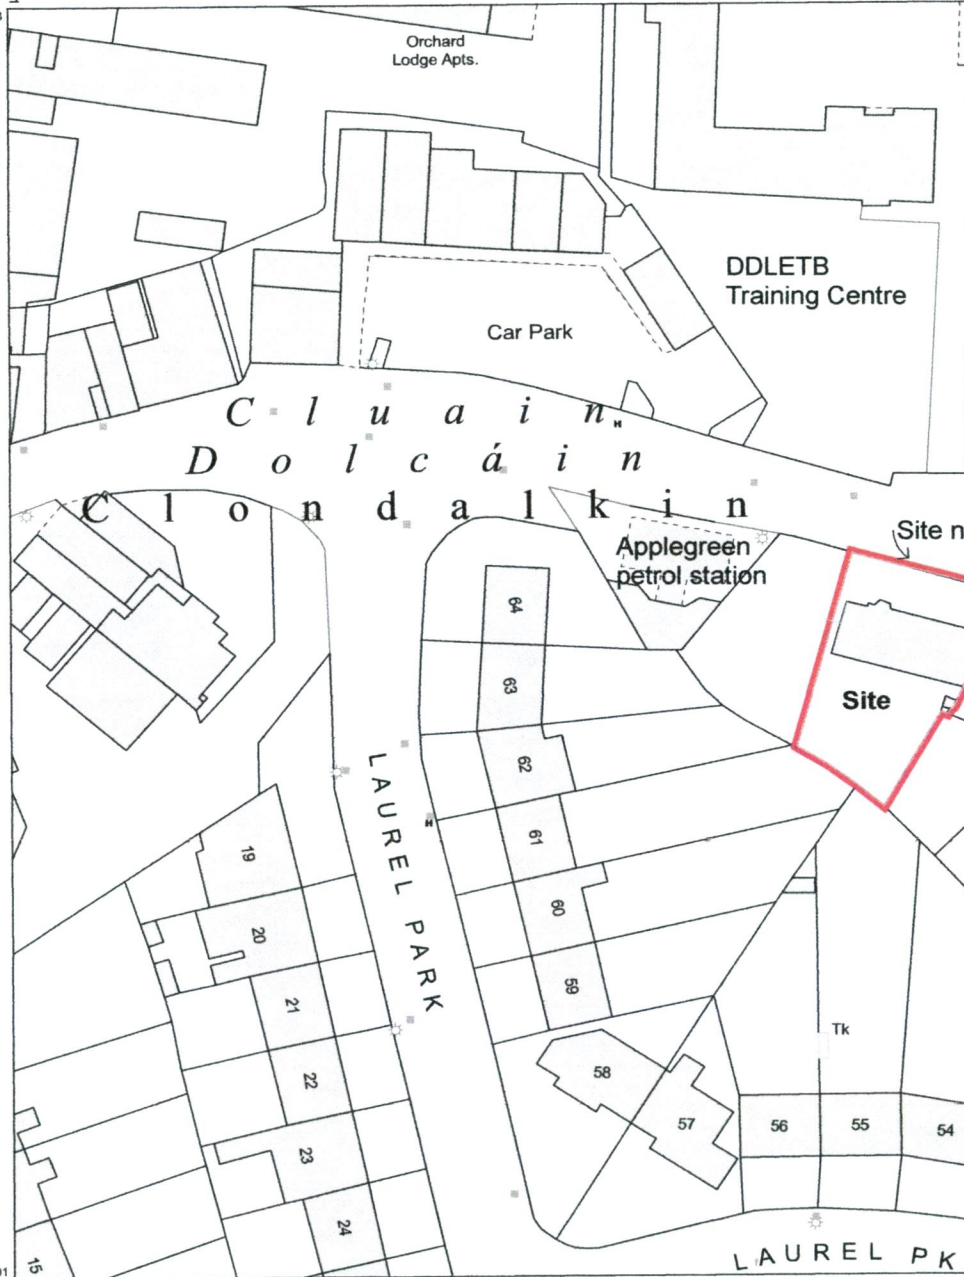 Orchard
Lodge Apts.
DDLETB
Training Centre
Car Park
Cluain
Dolcáin
Clondalkin
H
Site n
Applegreen
petrol station
64
63
Site
62
LAUREL PARK
H
61
19
60
20
59
21
Tk
58
22
57
56
55
54
23
24
15
LAUREL PK